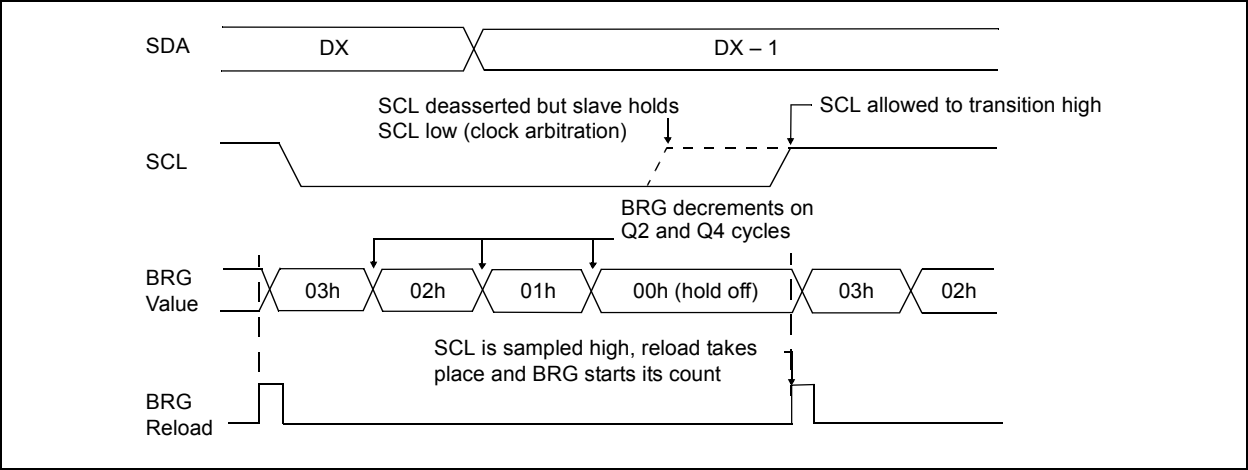 SDA
DX
DX – 1
SCL deasserted but slave holds
SCL low (clock arbitration)
SCL allowed to transition high
SCL
BRG decrements on
Q2 and Q4 cycles
BRG
Value
03h
02h
01h
00h (hold off)
03h
02h
SCL is sampled high, reload takes
place and BRG starts its count
BRG
Reload